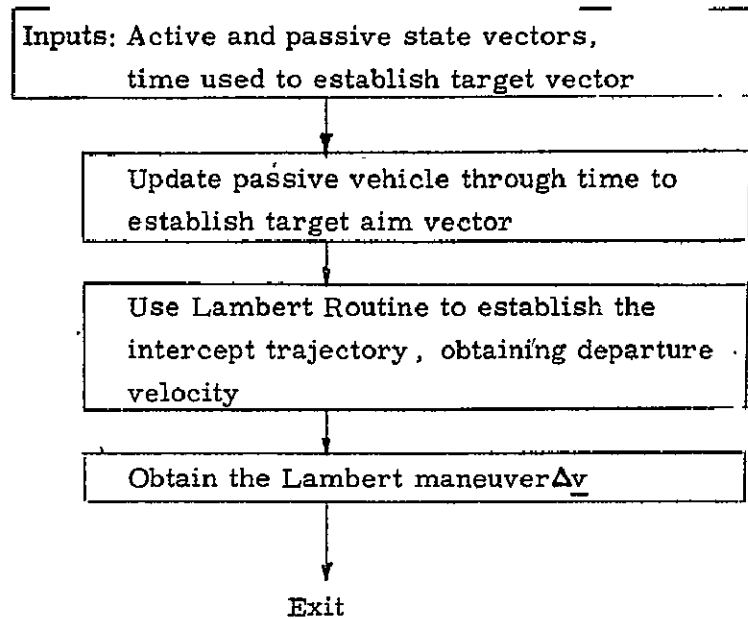 Inputs: Active and passive state vectors,
time used to establish target vector
Update passive vehicle through time to
establish target aim vector
Use Lambert Routine to establish the
intercept trajectory, obtaining departure
velocity
Obtain the Lambert maneuver Δv
Exit